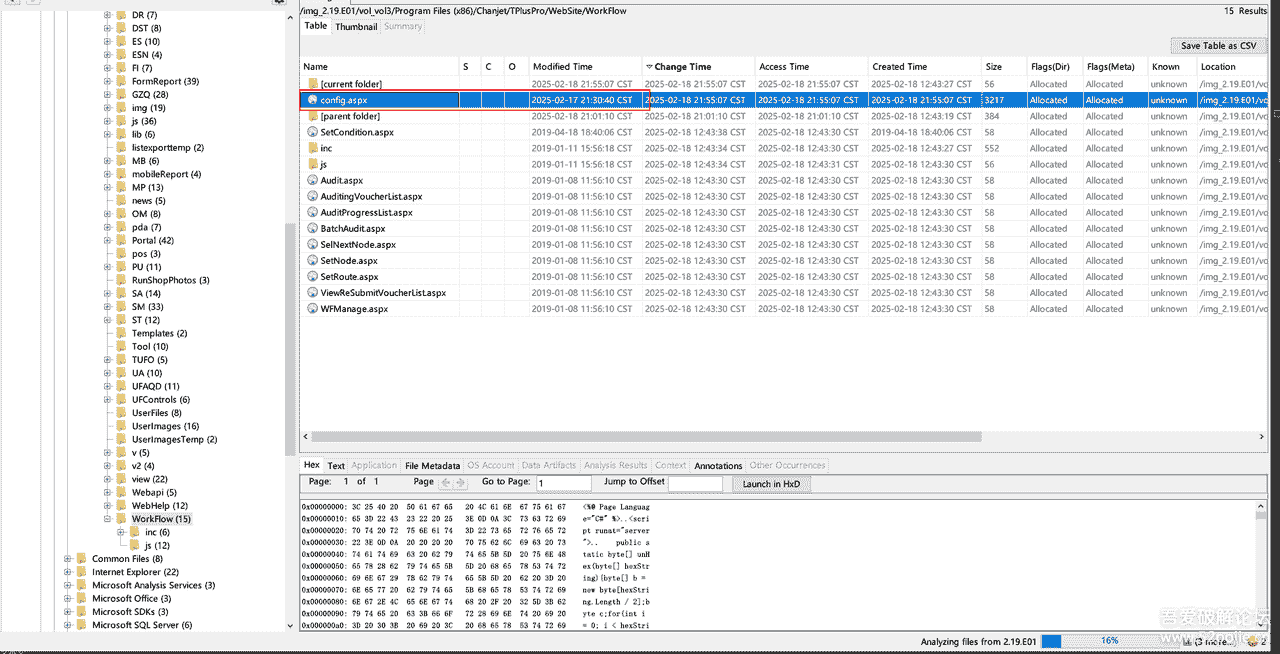 /img_2.19.E01/vol_vol3/Program Files (x86)/Chanjet/TPlusPro/WebSite/WorkFlow
15 Results
Table Thumbnail Summary
Save Table as CSV
Name S C O Modified Time Change Time Access Time Created Time Size Flags(Dir) Flags(Meta) Known Location
[current folder] 2025-02-18 21:55:07 CST 2025-02-18 21:55:07 CST 2025-02-18 21:55:07 CST 2025-02-18 12:43:27 CST 56 Allocated Allocated unknown /img_2.19.E01/vo
config.aspx 2025-02-17 21:30:40 CST 2025-02-18 21:55:07 CST 2025-02-18 21:55:07 CST 2025-02-18 21:55:07 CST 3217 Allocated Allocated unknown /img_2.19.E01/vo
[parent folder] 2025-02-18 21:01:10 CST 2025-02-18 21:01:10 CST 2025-02-18 21:01:10 CST 2025-02-18 12:43:19 CST 384 Allocated Allocated unknown /img_2.19.E01/vo
SetCondition.aspx 2019-04-18 18:40:06 CST 2025-02-18 12:43:38 CST 2025-02-18 12:43:30 CST 2019-04-18 18:40:06 CST 58 Allocated Allocated unknown /img_2.19.E01/vo
inc 2019-01-11 15:56:18 CST 2025-02-18 12:43:34 CST 2025-02-18 12:43:34 CST 2025-02-18 12:43:27 CST 552 Allocated Allocated unknown /img_2.19.E01/vo
js 2019-01-11 15:56:18 CST 2025-02-18 12:43:34 CST 2025-02-18 12:43:31 CST 2025-02-18 12:43:30 CST 56 Allocated Allocated unknown /img_2.19.E01/vo
Audit.aspx 2019-01-08 11:56:10 CST 2025-02-18 12:43:30 CST 2025-02-18 12:43:30 CST 2025-02-18 12:43:30 CST 58 Allocated Allocated unknown /img_2.19.E01/vo
AuditingVoucherList.aspx 2019-01-08 11:56:10 CST 2025-02-18 12:43:30 CST 2025-02-18 12:43:30 CST 2025-02-18 12:43:30 CST 58 Allocated Allocated unknown /img_2.19.E01/vo
AuditProgressList.aspx 2019-01-08 11:56:10 CST 2025-02-18 12:43:30 CST 2025-02-18 12:43:30 CST 2025-02-18 12:43:30 CST 58 Allocated Allocated unknown /img_2.19.E01/vo
BatchAudit.aspx 2019-01-08 11:56:10 CST 2025-02-18 12:43:30 CST 2025-02-18 12:43:30 CST 2025-02-18 12:43:30 CST 58 Allocated Allocated unknown /img_2.19.E01/vo
SelNextNode.aspx 2019-01-08 11:56:10 CST 2025-02-18 12:43:30 CST 2025-02-18 12:43:30 CST 2025-02-18 12:43:30 CST 58 Allocated Allocated unknown /img_2.19.E01/vo
SetNode.aspx 2019-01-08 11:56:10 CST 2025-02-18 12:43:30 CST 2025-02-18 12:43:30 CST 2025-02-18 12:43:30 CST 58 Allocated Allocated unknown /img_2.19.E01/vo
SetRoute.aspx 2019-01-08 11:56:10 CST 2025-02-18 12:43:30 CST 2025-02-18 12:43:30 CST 2025-02-18 12:43:30 CST 58 Allocated Allocated unknown /img_2.19.E01/vo
ViewReSubmitVoucherList.aspx 2019-01-08 11:56:10 CST 2025-02-18 12:43:30 CST 2025-02-18 12:43:30 CST 2025-02-18 12:43:30 CST 58 Allocated Allocated unknown /img_2.19.E01/vo
WFManage.aspx 2019-01-08 11:56:10 CST 2025-02-18 12:43:30 CST 2025-02-18 12:43:30 CST 2025-02-18 12:43:30 CST 58 Allocated Allocated unknown /img_2.19.E01/vo
DR (7)
DST (8)
ES (10)
ESN (4)
FI (7)
FormReport (39)
GZQ (28)
img (19)
js (36)
lib (6)
listexporttemp (2)
MB (6)
mobileReport (4)
MP (13)
news (5)
OM (8)
pda (7)
Portal (42)
pos (3)
PU (11)
RunShopPhotos (3)
SA (14)
SM (33)
ST (12)
Templates (2)
Tool (10)
TUFO (5)
UA (10)
UFAQD (11)
UFControls (6)
UserFiles (8)
UserImages (16)
UserImagesTemp (2)
v (5)
v2 (4)
view (22)
Webapi (5)
WebHelp (12)
WorkFlow (15)
inc (6)
js (12)
Common Files (8)
Internet Explorer (22)
Microsoft Analysis Services (3)
Microsoft Office (3)
Microsoft SDKs (3)
Microsoft SQL Server (6)
Hex Text Application File Metadata OS Account Data Artifacts Analysis Results Context Annotations Other Occurrences
Page: 1 of 1 Page Go to Page: 1 Jump to Offset Launch in HxD
0x00000000: 3C 25 40 20 50 61 67 65 20 4C 61 6E 67 75 61 67 <%@ Page Languag
0x00000010: 65 3D 22 43 23 22 20 25 3E 0D 0A 3C 73 63 72 69 e="C#" %>..<scri
0x00000020: 70 74 20 72 75 6E 61 74 3D 22 73 65 72 76 65 72 pt runat="server
0x00000030: 22 3E 0D 0A 20 20 20 20 70 75 62 6C 69 63 20 73 ">..    public s
0x00000040: 74 61 74 69 63 20 62 79 74 65 5B 5D 20 75 6E 48 tatic byte[] unH
0x00000050: 65 78 28 62 79 74 65 5B 5D 20 68 65 78 53 74 72 ex(byte[] hexStr
0x00000060: 69 6E 67 29 7B 62 79 74 65 5B 5D 20 62 20 3D 20 ing){byte[] b =
0x00000070: 6E 65 77 20 62 79 74 65 5B 68 65 78 53 74 72 69 new byte[hexStri
0x00000080: 6E 67 2E 4C 65 6E 67 74 68 20 2F 20 32 5D 3B 62 ng.Length / 2];b
0x00000090: 79 74 65 20 63 3B 66 6F 72 28 69 6E 74 20 69 20 yte c;for(int i
0x000000a0: 3D 20 30 3B 20 69 20 3C 20 68 65 78 53 74 72 69 = 0; i < hexStri
Analyzing files from 2.19.E01 16% (3 more...) 2
吾爱破解论坛
www.52pojie.cn